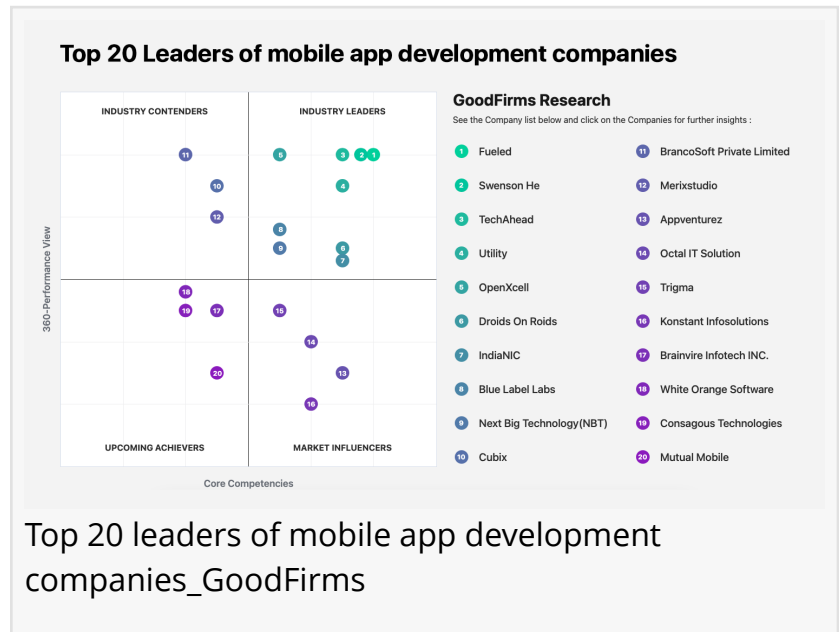 Top 20 Leaders of mobile app development companies
INDUSTRY CONTENDERS
INDUSTRY LEADERS
11
5
3
2
1
10
4
12
8
9
6
7
18
19
17
15
14
20
13
16
UPCOMING ACHIEVERS
MARKET INFLUENCERS
360-Performance View
Core Competencies
GoodFirms Research
See the Company list below and click on the Companies for further insights :
1 Fueled
2 Swenson He
3 TechAhead
4 Utility
5 OpenXcell
6 Droids On Roids
7 IndiaNIC
8 Blue Label Labs
9 Next Big Technology(NBT)
10 Cubix
11 BrancoSoft Private Limited
12 Merixstudio
13 Appventurez
14 Octal IT Solution
15 Trigma
16 Konstant Infosolutions
17 Brainvire Infotech INC.
18 White Orange Software
19 Consagous Technologies
20 Mutual Mobile
Top 20 leaders of mobile app development
companies_GoodFirms